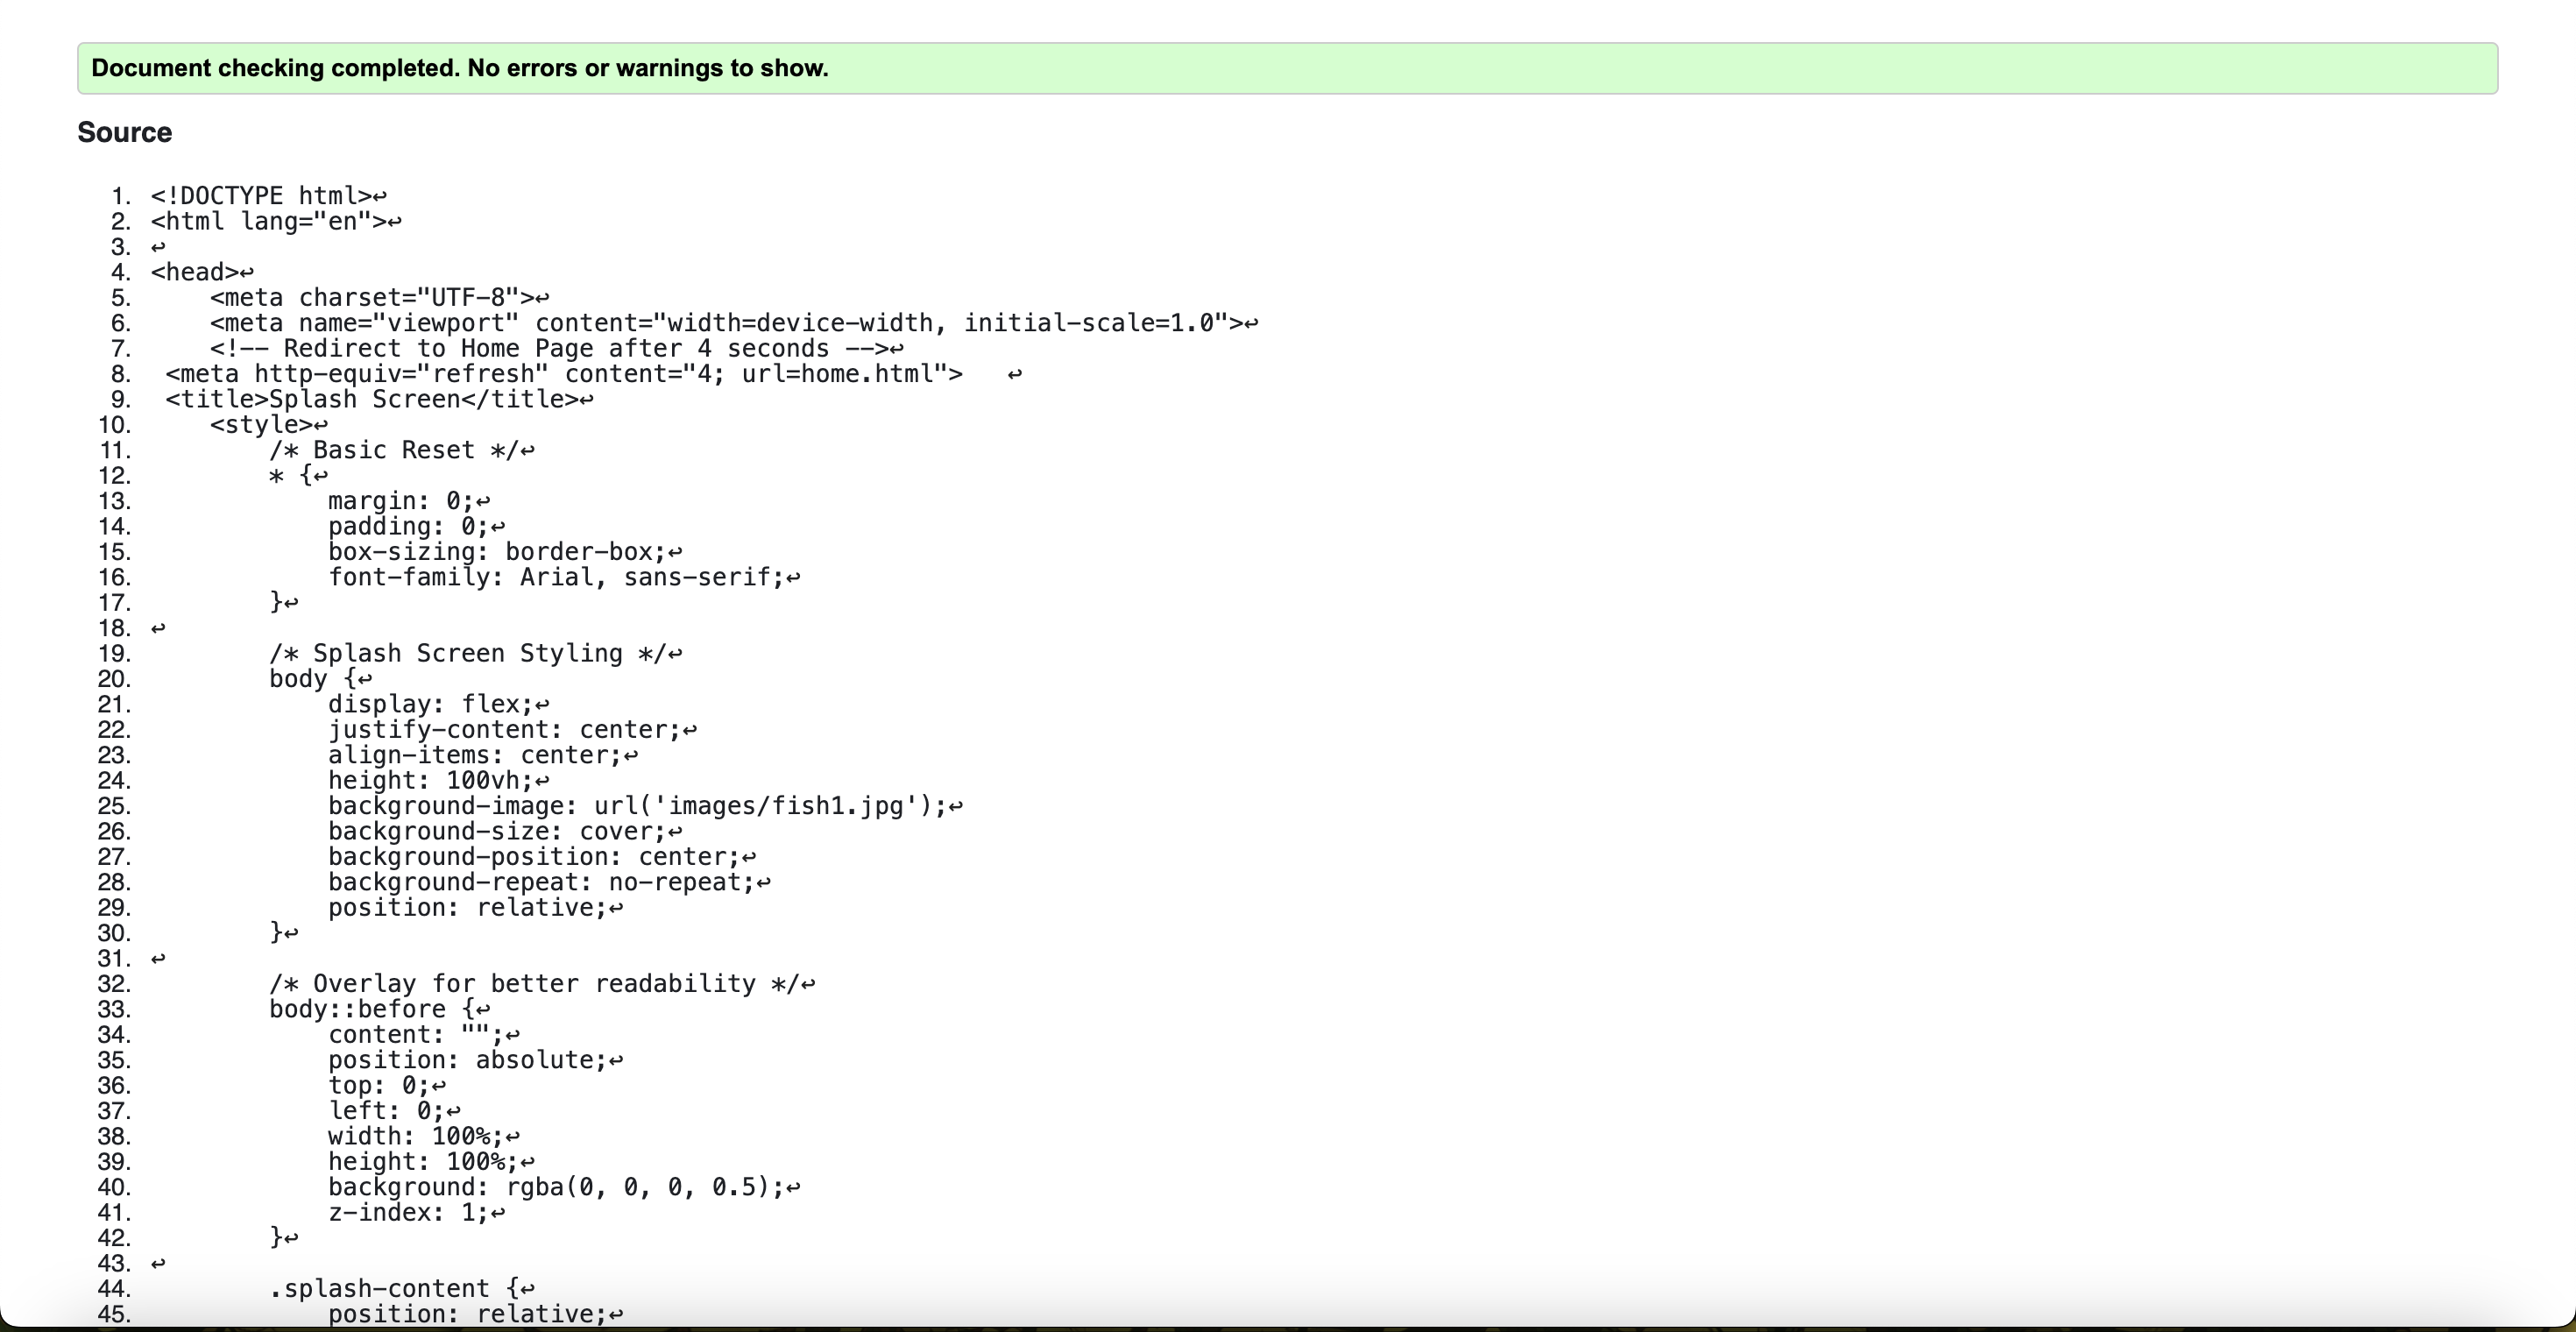 Document checking completed. No errors or warnings to show.
Source
1. <!DOCTYPE html>↩
2. <html lang="en">↩
3. ↩
4. <head>↩
5.     <meta charset="UTF-8">↩
6.     <meta name="viewport" content="width=device-width, initial-scale=1.0">↩
7.     <!-- Redirect to Home Page after 4 seconds -->↩
8.  <meta http-equiv="refresh" content="4; url=home.html">   ↩
9.  <title>Splash Screen</title>↩
10.     <style>↩
11.         /* Basic Reset */↩
12.         * {↩
13.             margin: 0;↩
14.             padding: 0;↩
15.             box-sizing: border-box;↩
16.             font-family: Arial, sans-serif;↩
17.         }↩
18. ↩
19.         /* Splash Screen Styling */↩
20.         body {↩
21.             display: flex;↩
22.             justify-content: center;↩
23.             align-items: center;↩
24.             height: 100vh;↩
25.             background-image: url('images/fish1.jpg');↩
26.             background-size: cover;↩
27.             background-position: center;↩
28.             background-repeat: no-repeat;↩
29.             position: relative;↩
30.         }↩
31. ↩
32.         /* Overlay for better readability */↩
33.         body::before {↩
34.             content: "";↩
35.             position: absolute;↩
36.             top: 0;↩
37.             left: 0;↩
38.             width: 100%;↩
39.             height: 100%;↩
40.             background: rgba(0, 0, 0, 0.5);↩
41.             z-index: 1;↩
42.         }↩
43. ↩
44.         .splash-content {↩
45.             position: relative;↩